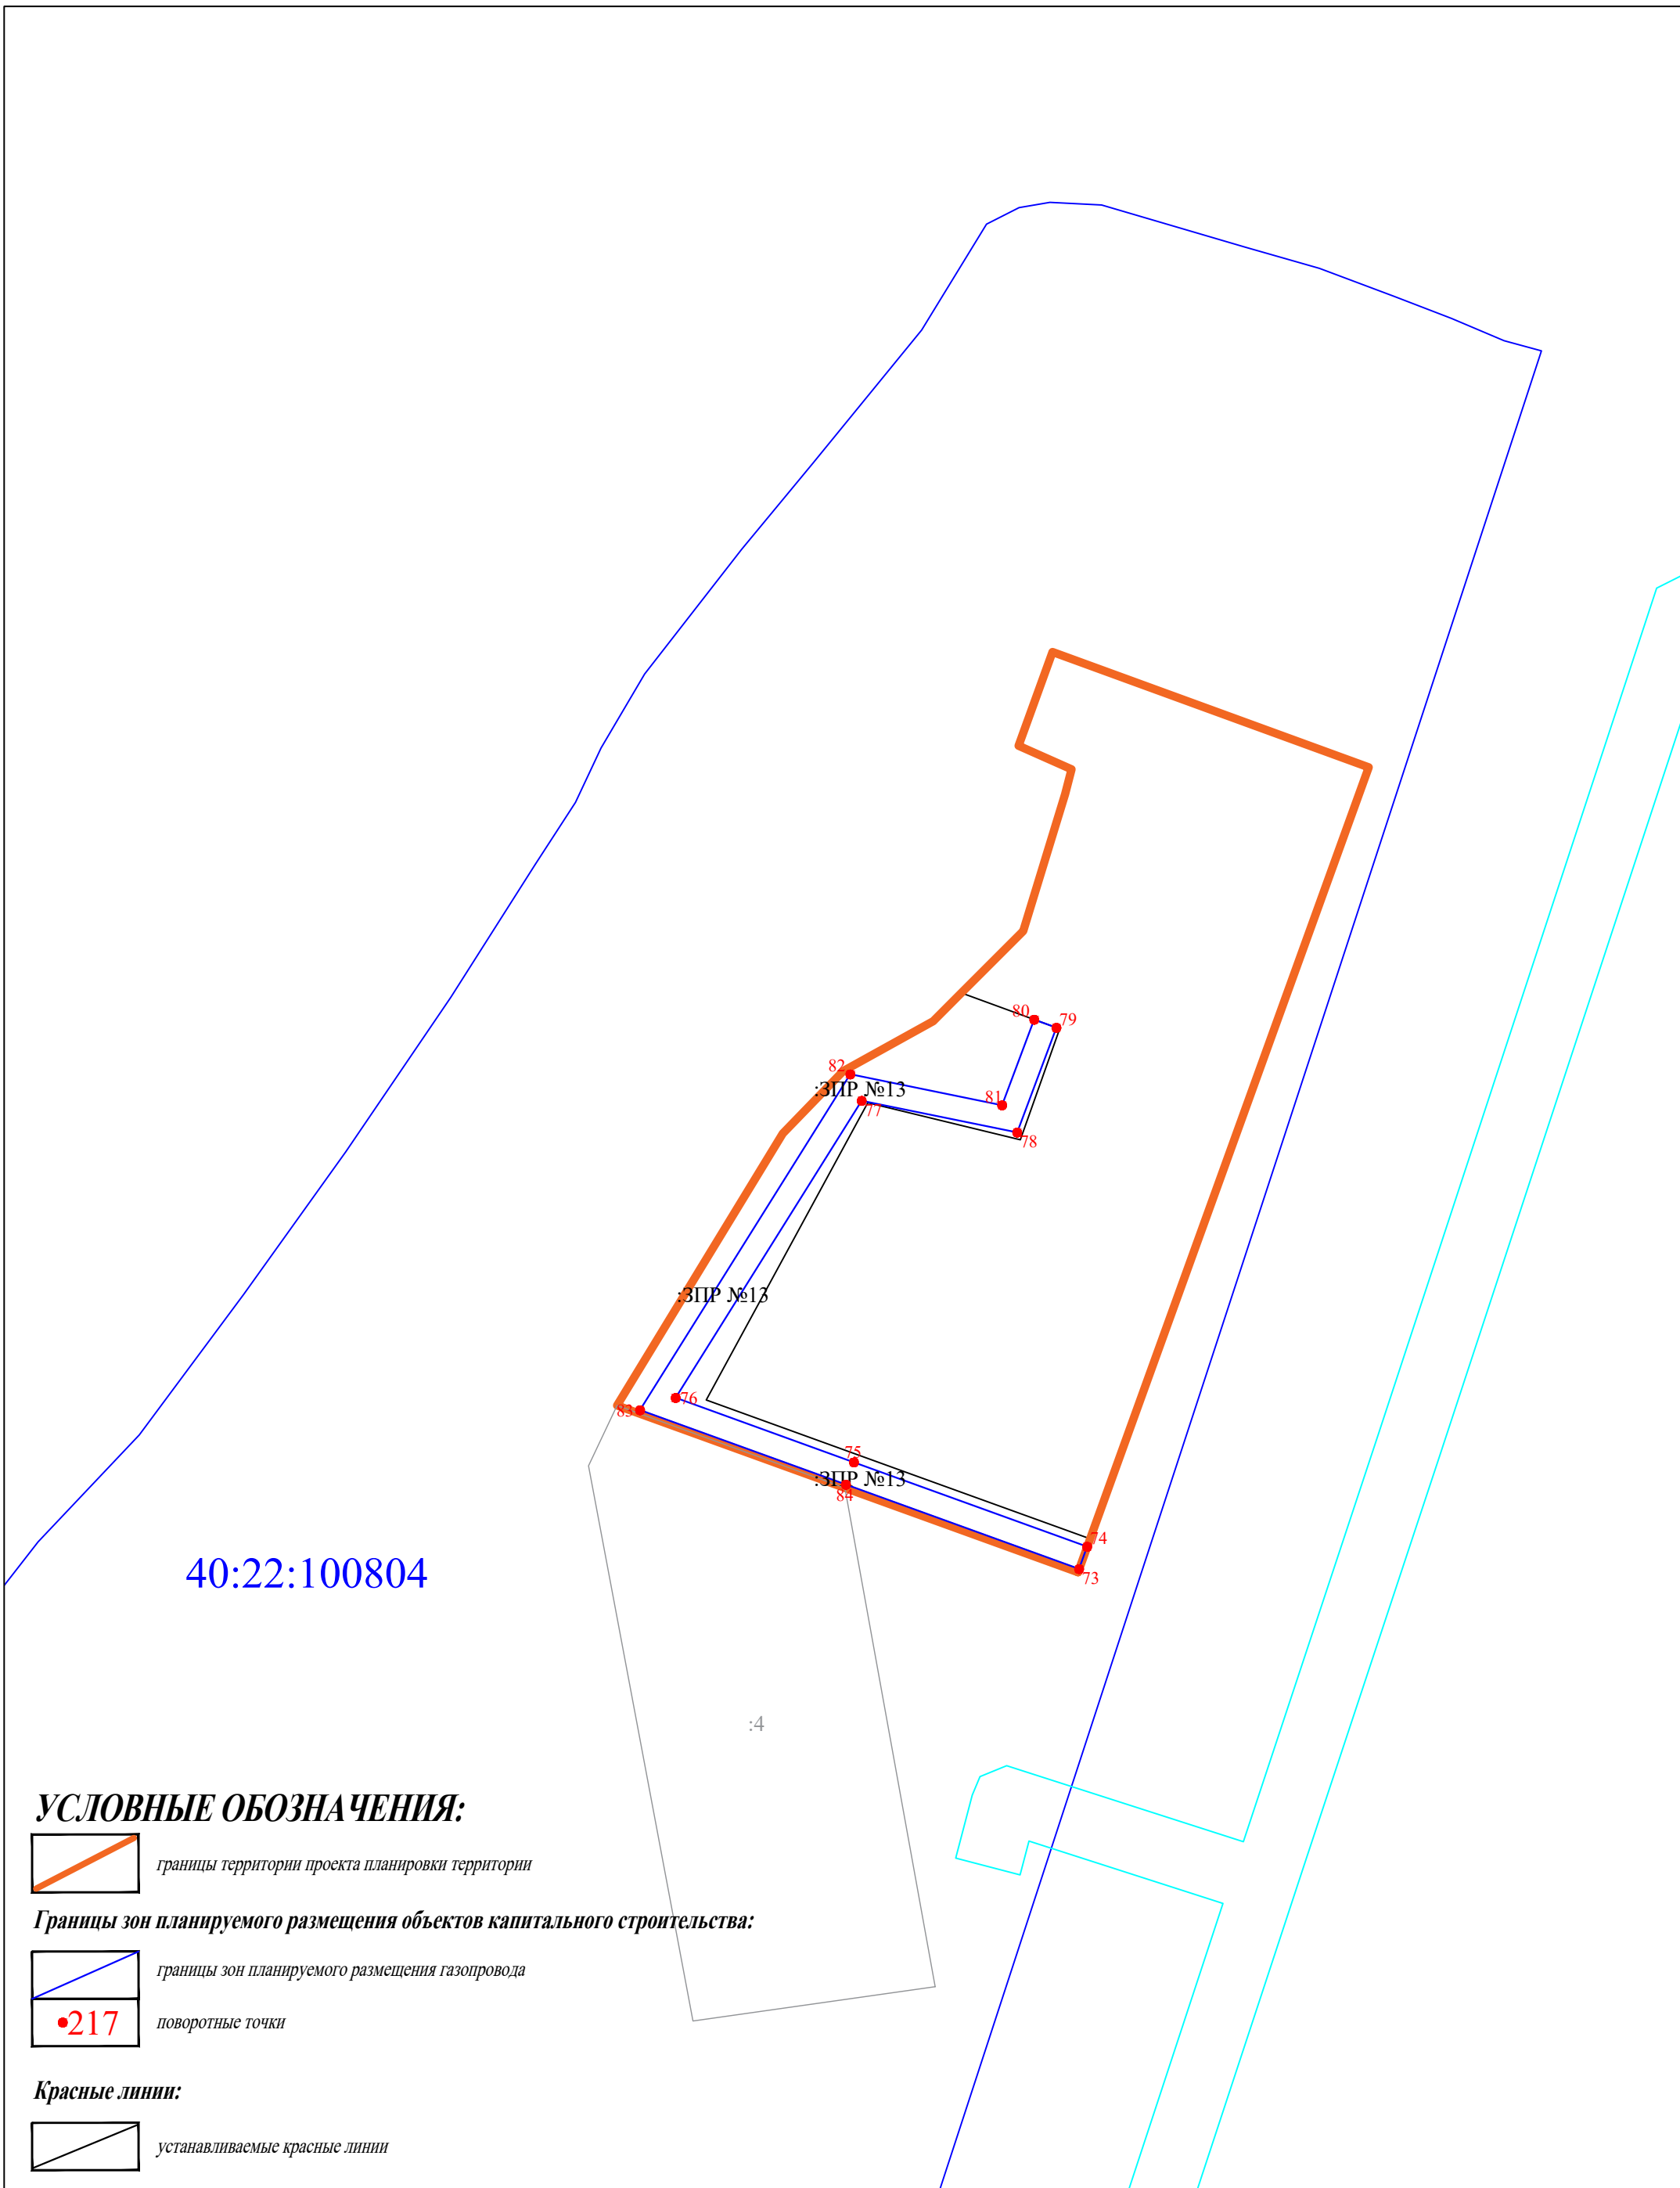 80
79
82
:ЗПР №13
81
77
78
:ЗПР №13
76
83
75
:ЗПР №13
84
74
40:22:100804
73
:4
УСЛОВНЫЕ ОБОЗНАЧЕНИЯ:
границы территории проекта планировки территории
Границы зон планируемого размещения объектов капитального строительства:
границы зон планируемого размещения газопровода
217
поворотные точки
Красные линии:
устанавливаемые красные линии